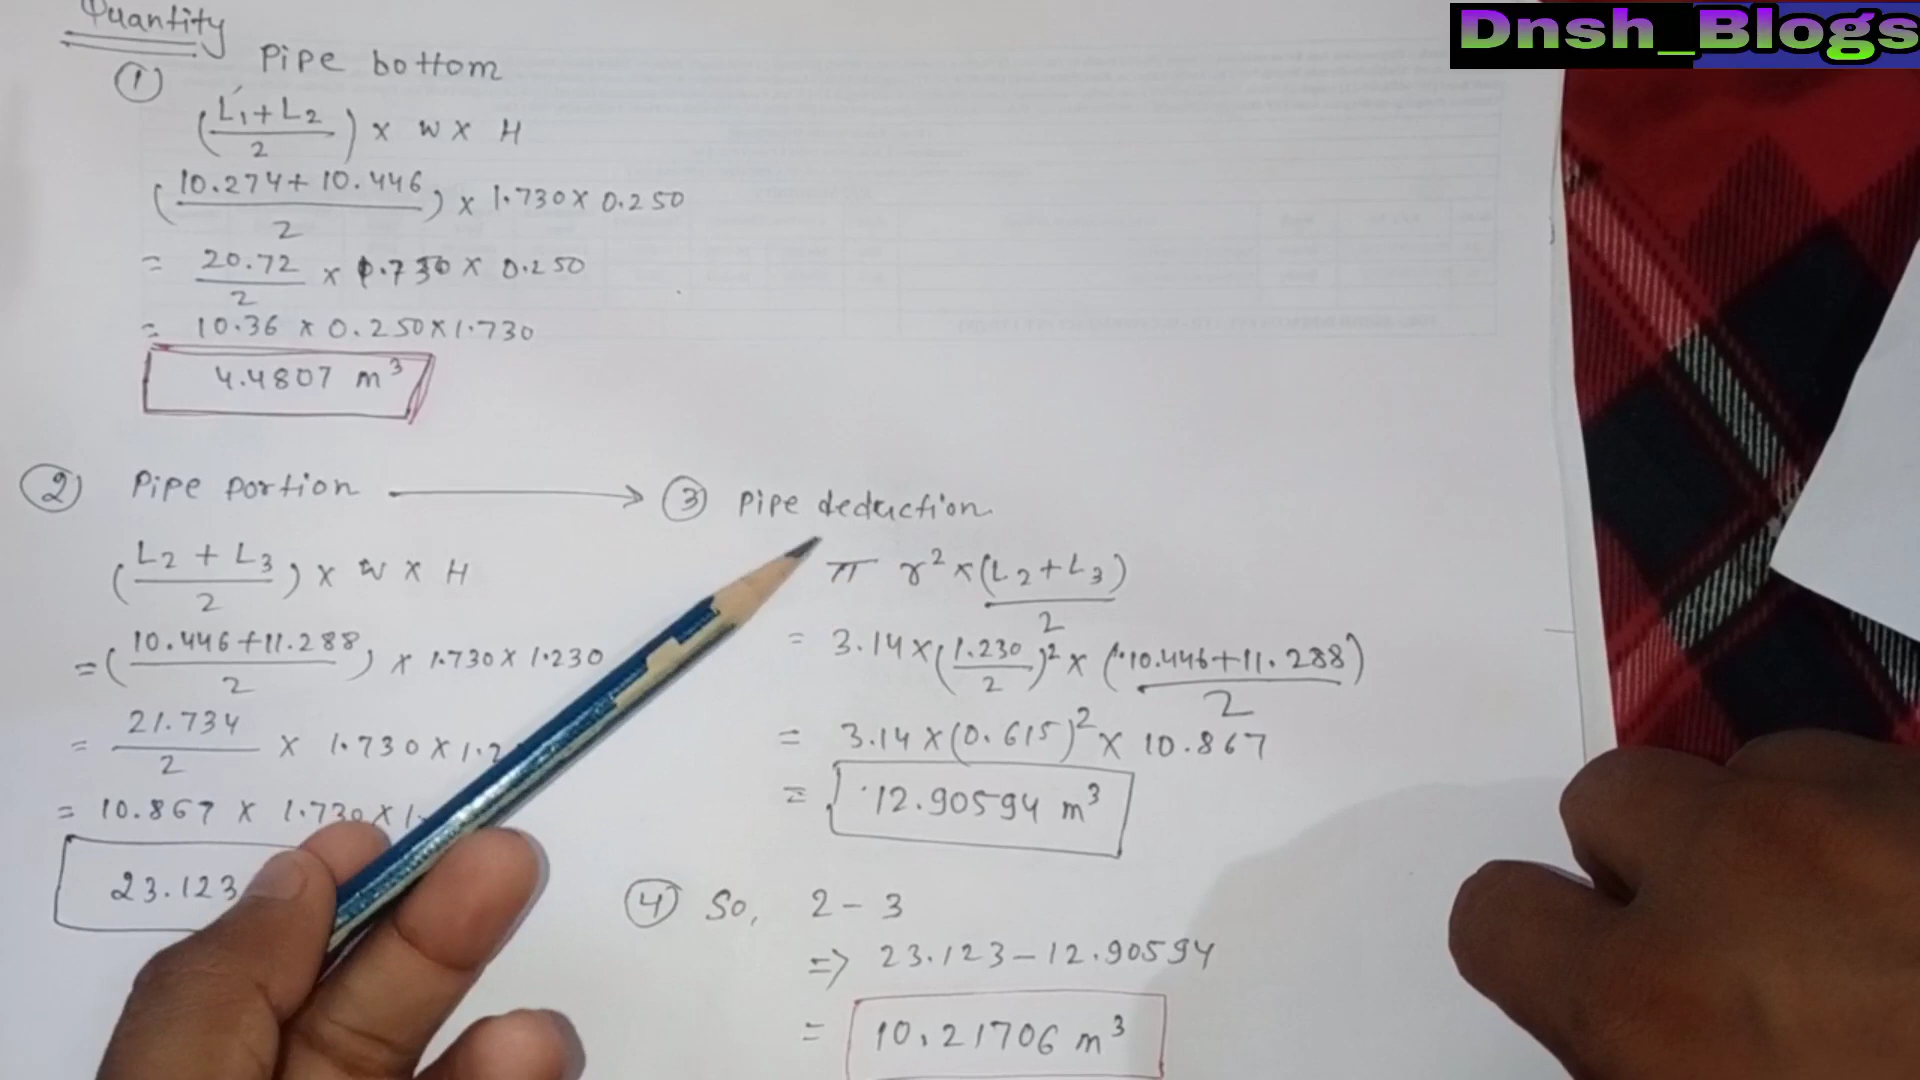 Dnsh_Blogs
Quantity
① Pipe bottom
(L₁+L₂/2) × W × H
(10.274+10.446/2) × 1.730 × 0.250
= 20.72/2 × 1.730 × 0.250
= 10.36 × 0.250 × 1.730
4.4807 m³
② Pipe portion → ③ Pipe deduction
(L₂ + L₃/2) × W × H
= (10.446+11.288/2) × 1.730 × 1.230
= 21.734/2 × 1.730 × 1.2
= 10.867 × 1.730 × 1.
23.123
π r² × (L₂+L₃)/2
= 3.14 × (1.230/2)² × (10.446+11.288)/2
= 3.14 × (0.615)² × 10.867
= 12.90594 m³
④ So, 2 - 3
⇒ 23.123 - 12.90594
= 10.21706 m³